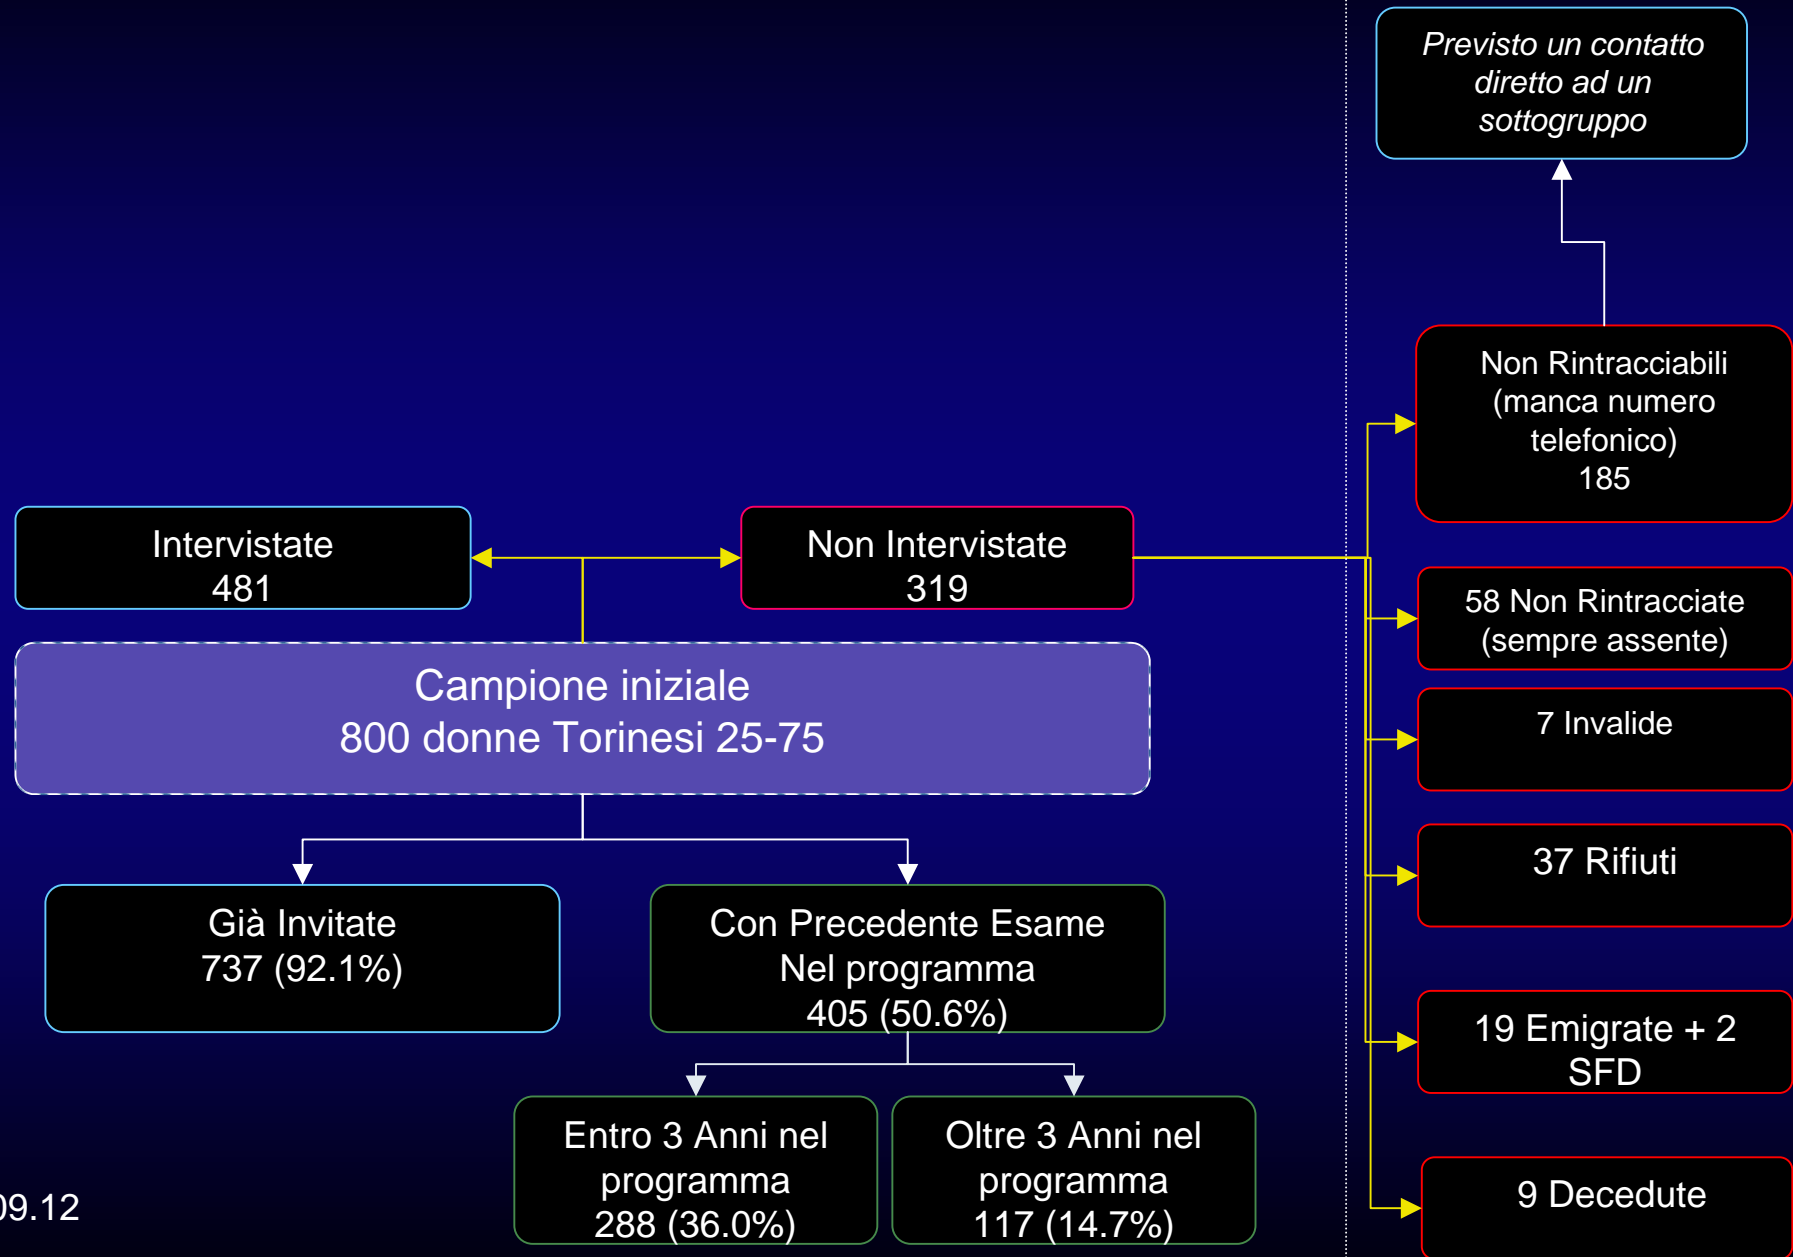 Previsto un contatto
diretto ad un
sottogruppo
Non Rintracciabili
(manca numero
telefonico)
185
Intervistate
481
Non Intervistate
319
58 Non Rintracciate
(sempre assente)
Campione iniziale
800 donne Torinesi 25-75
7 Invalide
37 Rifiuti
Già Invitate
737 (92.1%)
Con Precedente Esame
Nel programma
405 (50.6%)
19 Emigrate + 2
SFD
Entro 3 Anni nel
programma
288 (36.0%)
Oltre 3 Anni nel
programma
117 (14.7%)
9 Decedute
09.12